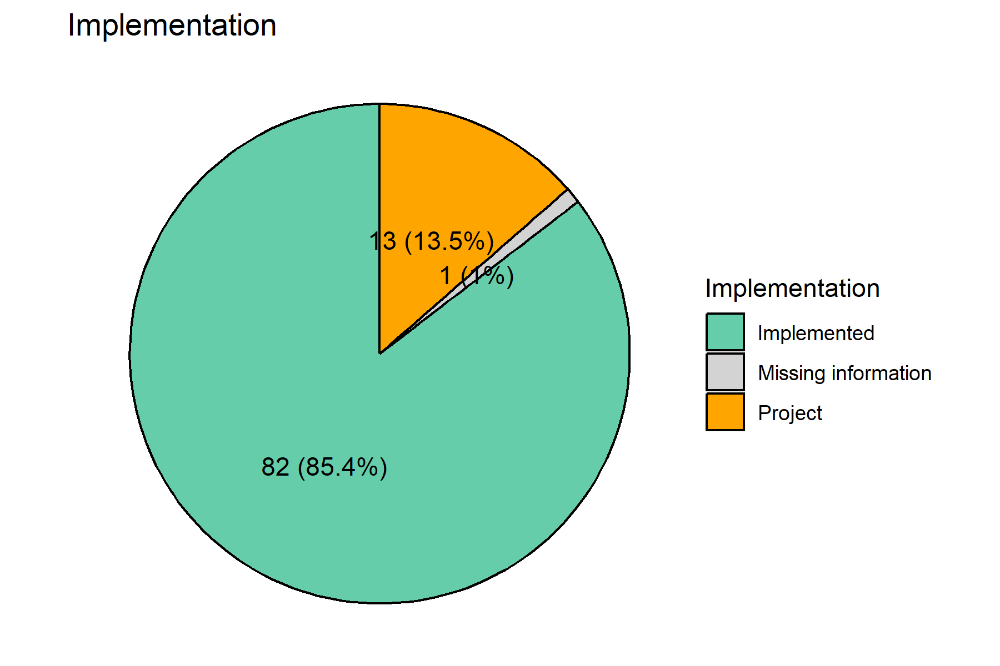 Implementation
13 (13.5%)
1 (1%)
82 (85.4%)
Implementation
Implemented
Missing information
Project